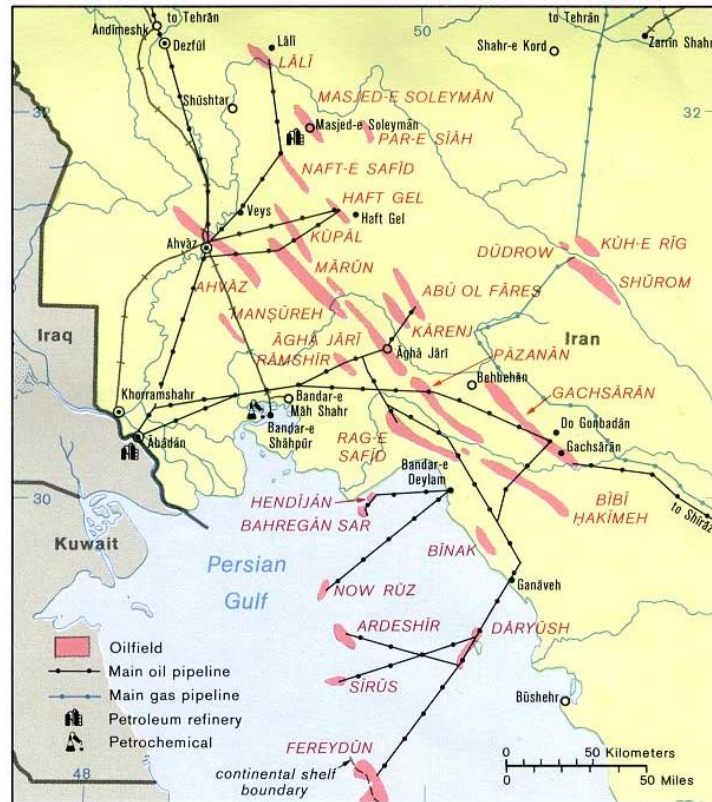 to Tehrān
50
to Tehrān
Andīmeshk
Dezfūl
Lālī
Shahr-e Kord
Zarrīn Shahr
LĀLĪ
Shūshtar
MASJED-E SOLEYMĀN
32
32
Masjed-e Soleymān
PAR-E SĪĀH
NAFT-E SAFĪD
HAFT GEL
Veys
Haft Gel
Ahvāz
KŪPĀL
DŪDROW
KŪH-E RĪG
MĀRŪN
AHVĀZ
SHŪROM
ABŪ OL FĀRES
MANŞŪREH
KĀRENJ
Iraq
ĀGHĀ JĀRĪ
Iran
RĀMSHĪR
Āghā Jārī
PĀZANĀN
Behbehān
Khorramshahr
GACHSĀRĀN
Bandar-e
Māh Shahr
Ābādān
Bandar-e
Shāhpūr
Do Gonbadān
RAG-E
SAFĪD
Gachsārān
Bandar-e
Deylam
30
30
HENDĪJĀN
BĪBĪ
ḨAKĪMEH
to Shīrāz
BAHREGĀN SAR
Kuwait
BĪNAK
Persian
Gulf
NOW RŪZ
Ganāveh
ARDESHĪR
DĀRYŪSH
Oilfield
Main oil pipeline
SĪRŪS
Main gas pipeline
Būshehr
Petroleum refinery
Petrochemical
FEREYDŪN
0 50 Kilometers
continental shelf
boundary
0 50 Miles
48